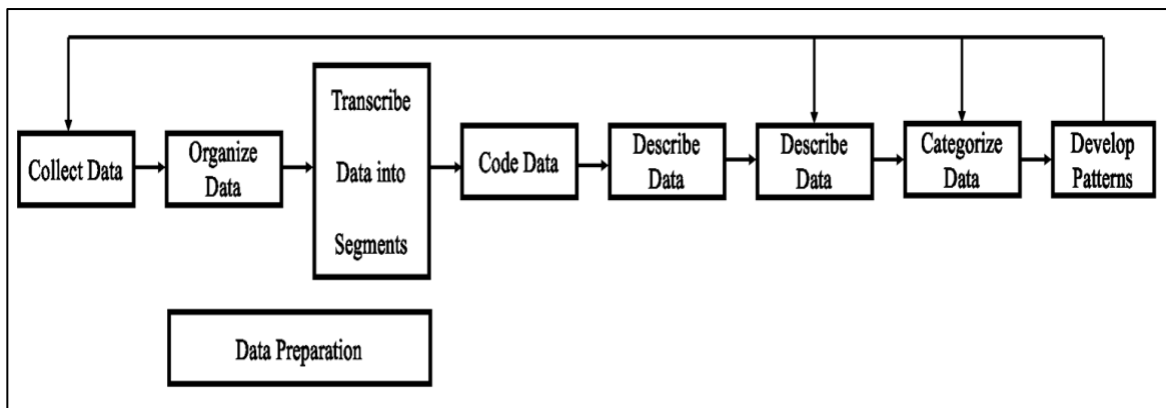 Collect Data
Organize
Data
Transcribe
Data into
Segments
Code Data
Describe
Data
Describe
Data
Categorize
Data
Develop
Patterns
Data Preparation